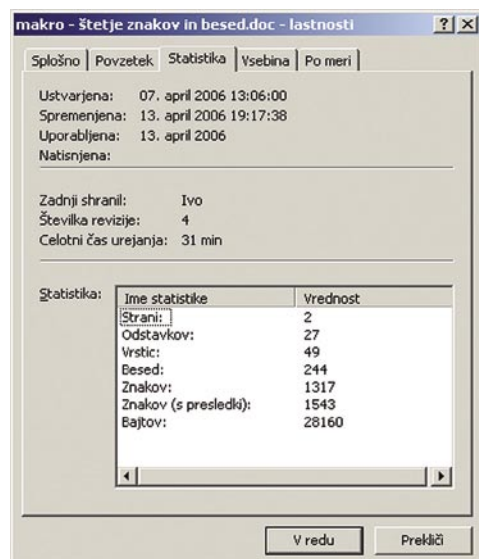 makro - štetje znakov in besed.doc - lastnosti
Splošno Povzetek Statistika Vsebina Po meri
Ustvarjena: 07. april 2006 13:06:00
Spremenjena: 13. april 2006 19:17:38
Uporabljena: 13. april 2006
Natisnjena:
Zadnji shranil: Ivo
Številka revizije: 4
Celotni čas urejanja: 31 min
Statistika: Ime statistike Vrednost
Strani: 2
Odstavkov: 27
Vrstic: 49
Besed: 244
Znakov: 1317
Znakov (s presledki): 1543
Bajtov: 28160
V redu Prekliči